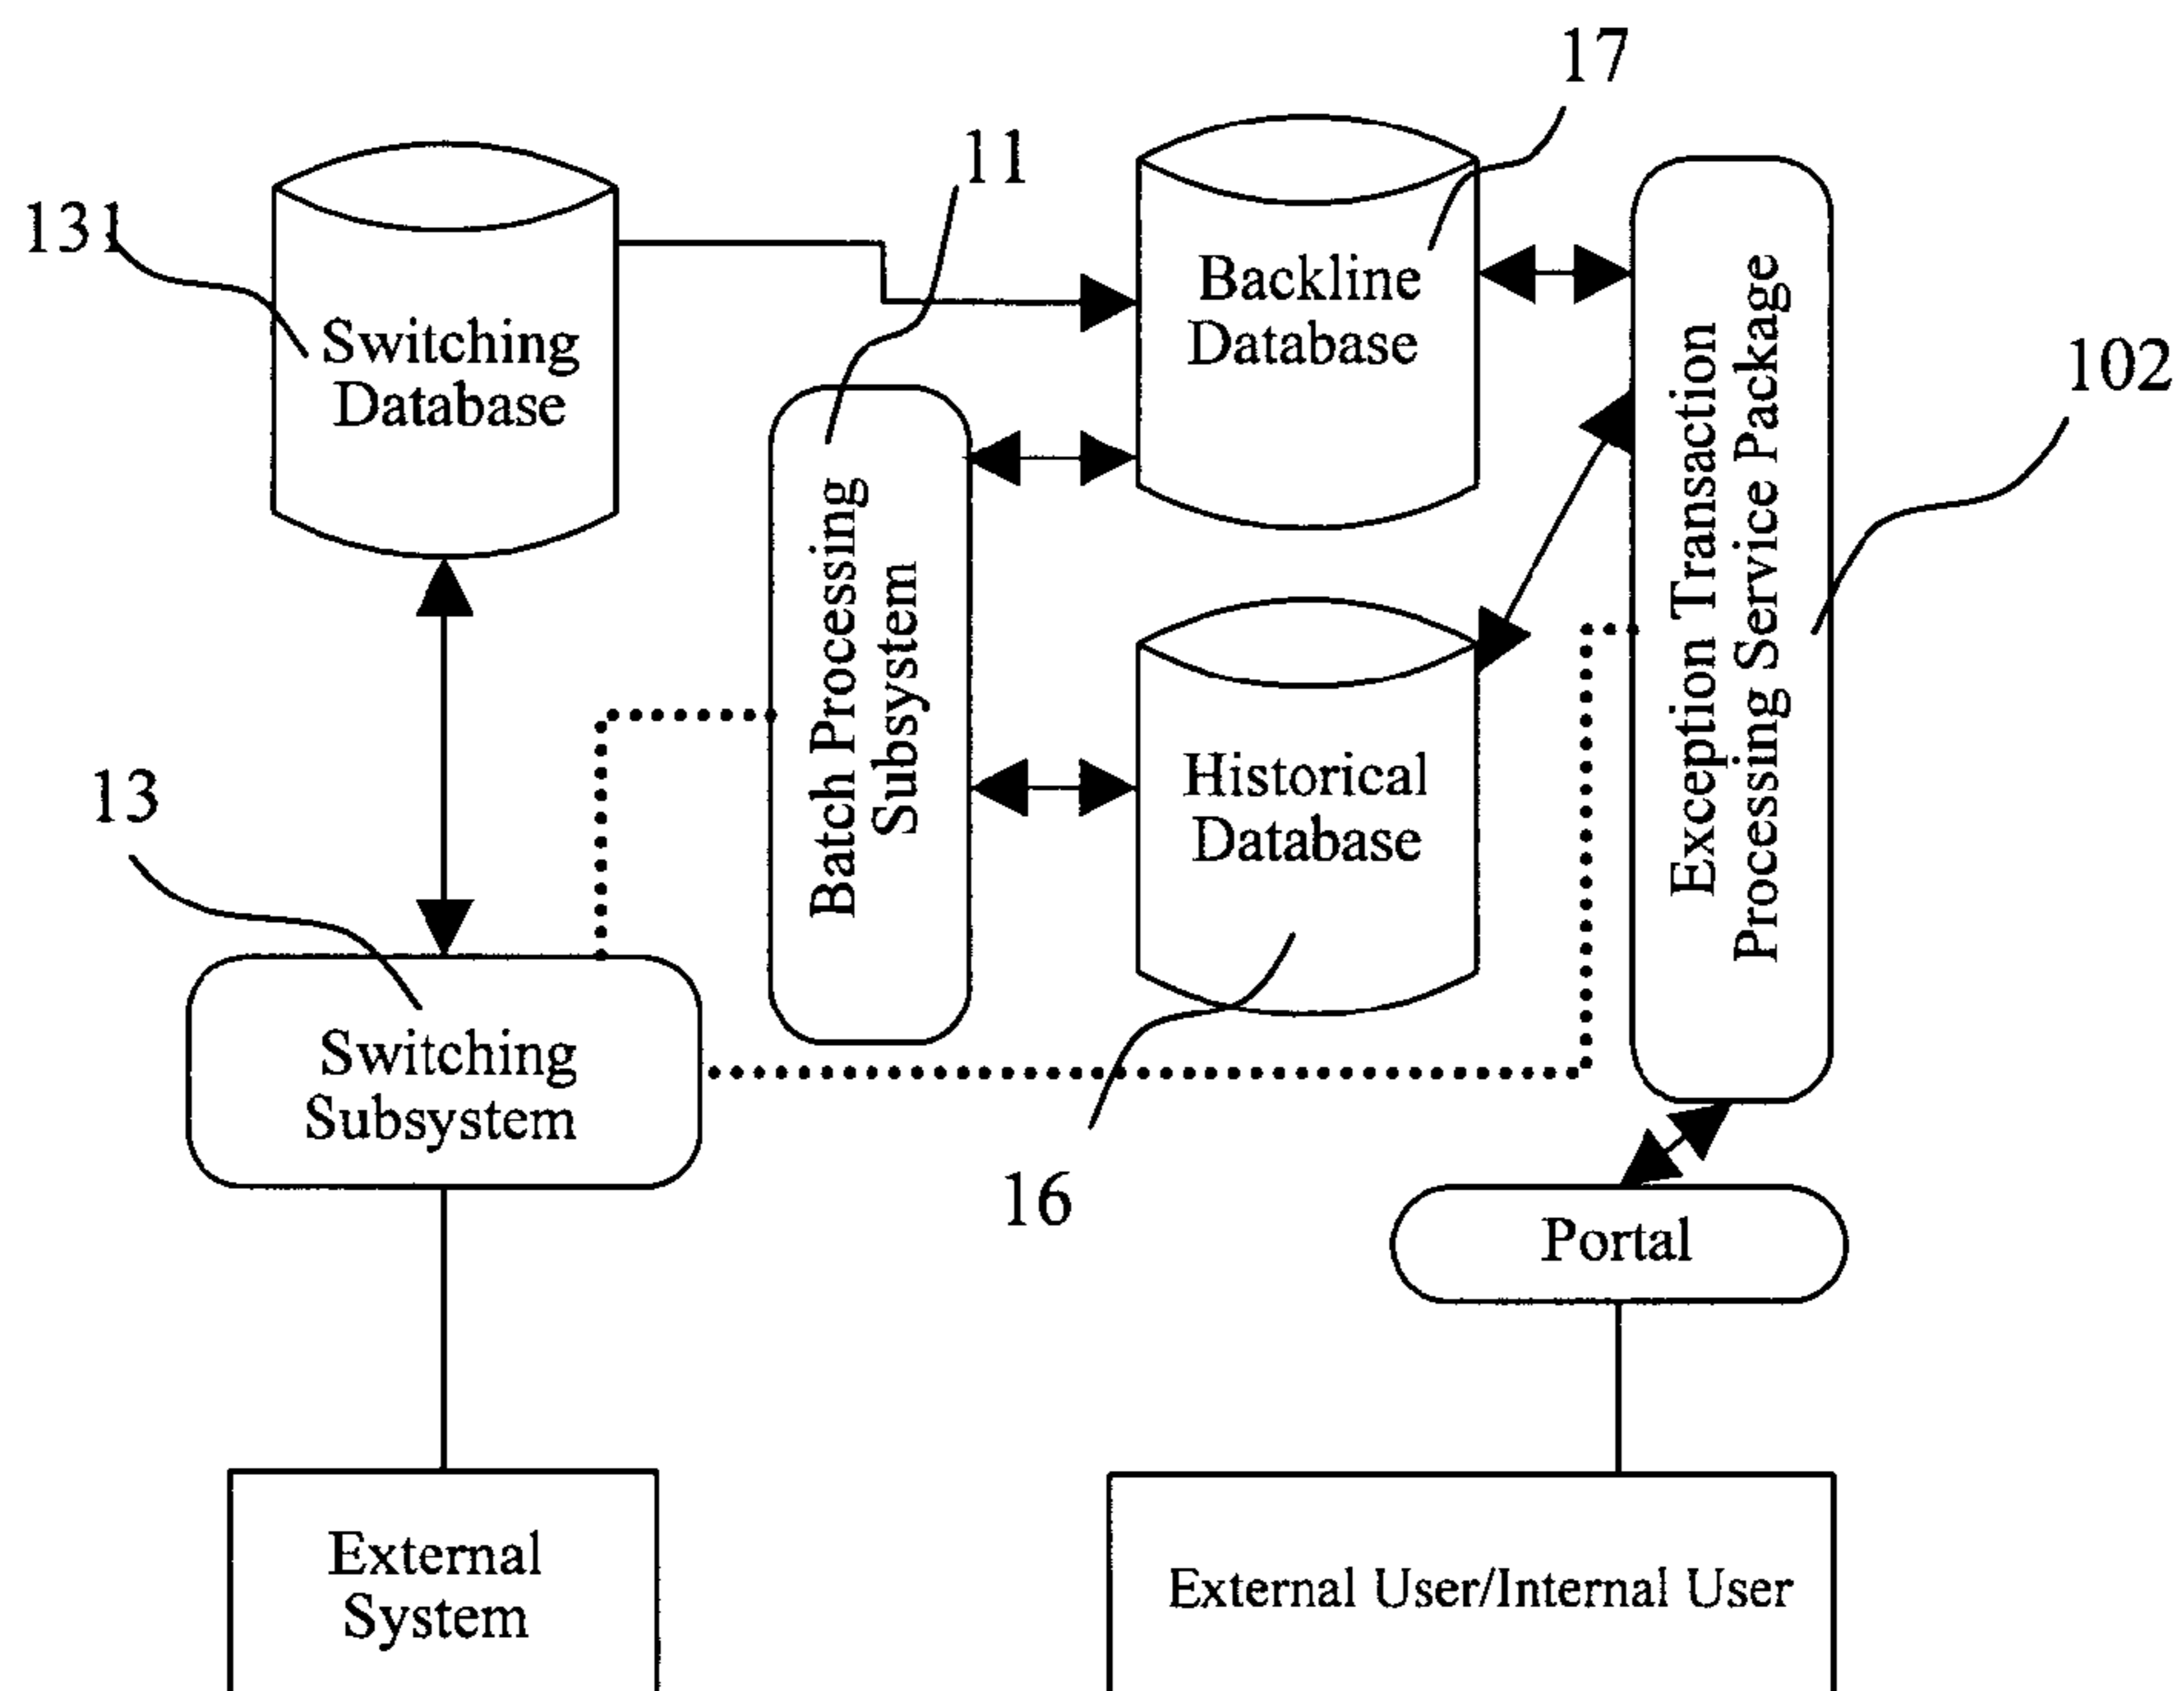 17
11
131
Backline
Database
Switching
Database
102
Exception Transaction
Processing Service Package
Batch Processing
Subsystem
Historical
Database
13
Switching
Subsystem
16
Portal
External
System
External User/Internal User